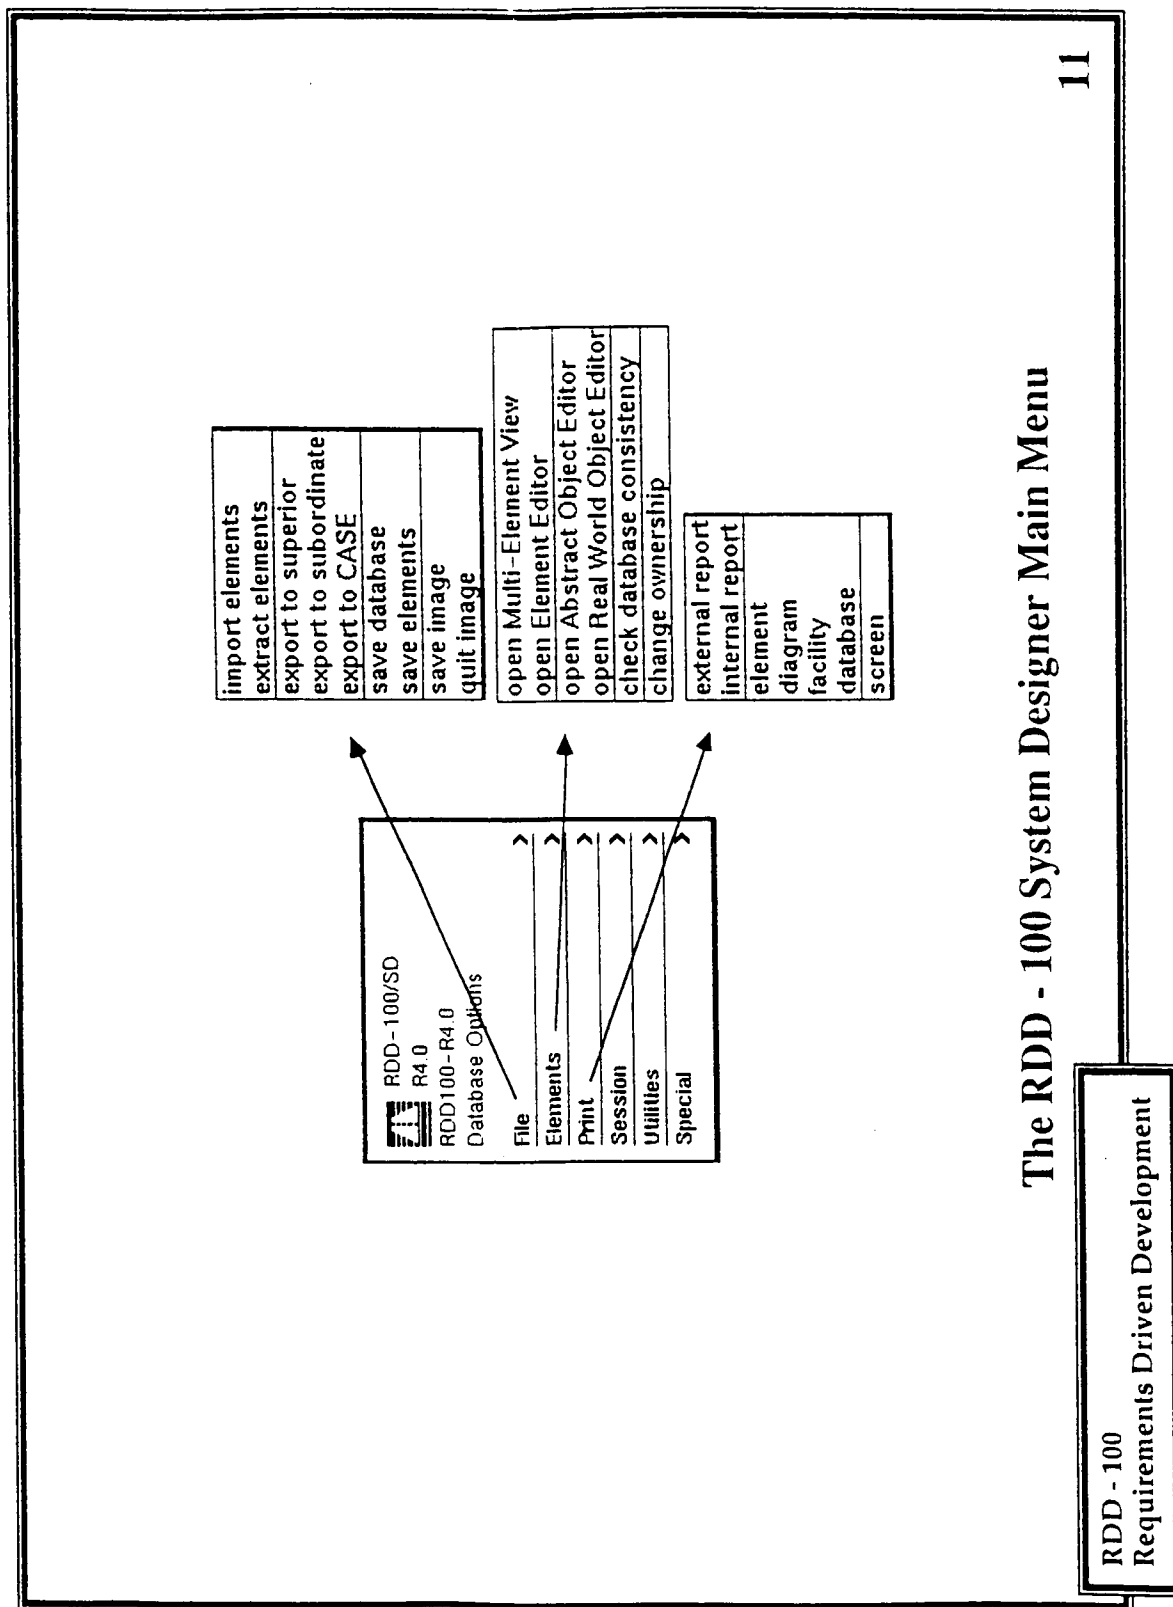 RDD-100/SD
R4.0
RDD100-R4.0
Database Options
File >
Elements >
Print >
Session >
Utilities >
Special >
import elements
extract elements
export to superior
export to subordinate
export to CASE
save database
save elements
save image
quit image
open Multi-Element View
open Element Editor
open Abstract Object Editor
open Real World Object Editor
check database consistency
change ownership
external report
internal report
element
diagram
facility
database
screen
The RDD - 100 System Designer Main Menu
RDD - 100
Requirements Driven Development
11